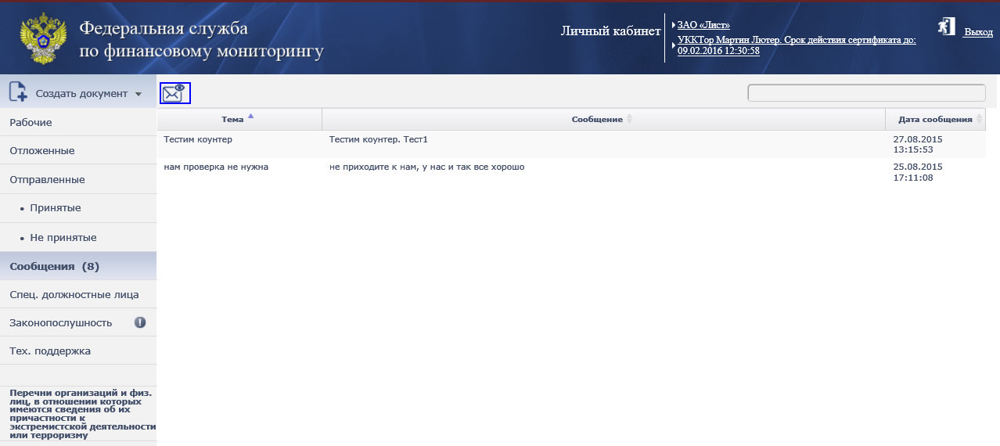 Федеральная служба
по финансовому мониторингу
Личный кабинет
ЗАО «Лист»
УККТор Мартин Лютер. Срок действия сертификата до:
09.02.2016 12:30:58
Выход
Создать документ
Рабочие
Отложенные
Отправленные
• Принятые
• Не принятые
Сообщения (8)
Спец. должностные лица
Законопослушность
Тех. поддержка
Перечни организаций и физ.
лиц, в отношении которых
имеются сведения об их
причастности к
экстремистской деятельности
или терроризму
Тема Сообщение Дата сообщения
Тестим коунтер Тестим коунтер. Тест1 27.08.2015
13:15:53
нам проверка не нужна не приходите к нам, у нас и так все хорошо 25.08.2015
17:11:08